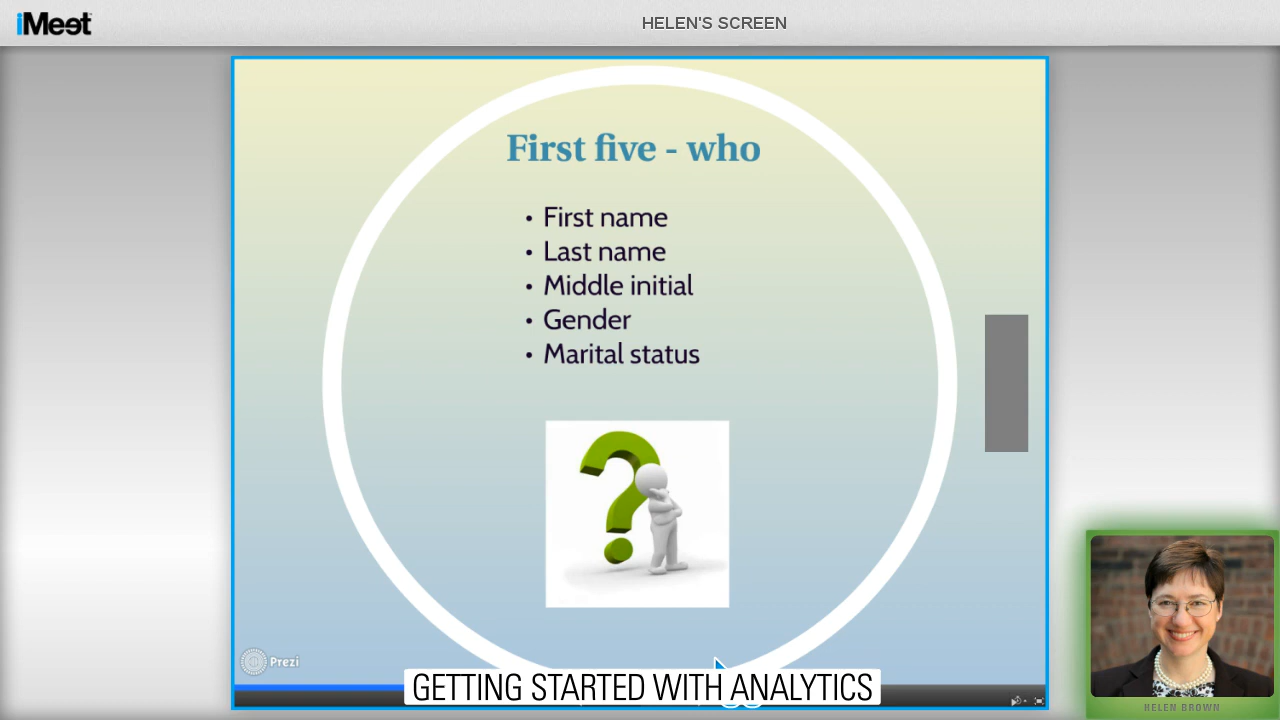 iMeet
HELEN'S SCREEN
First five - who
• First name
• Last name
• Middle initial
• Gender
• Marital status
Prezi
GETTING STARTED WITH ANALYTICS
HELEN BROWN